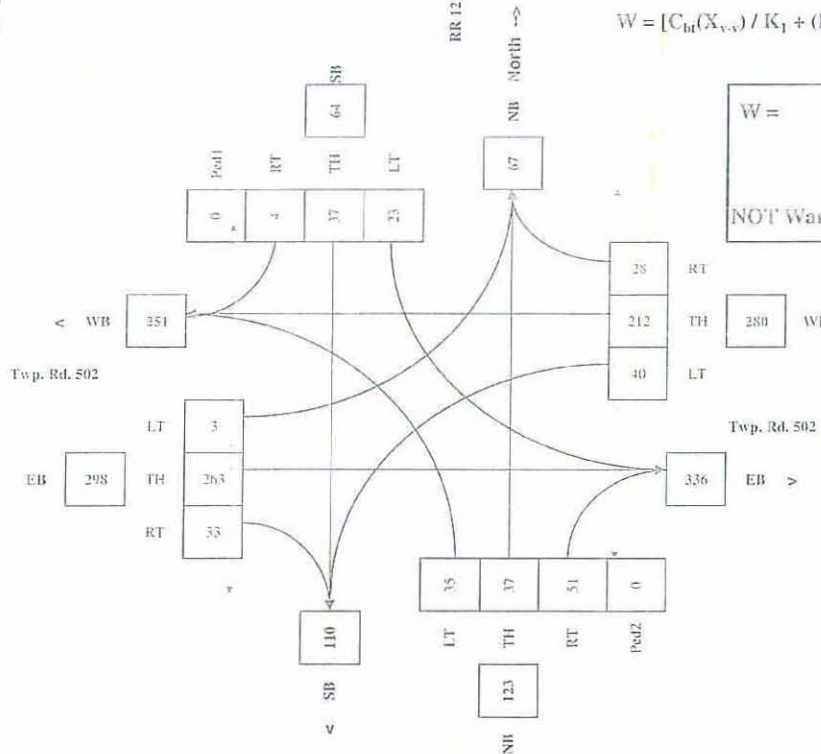 RR 12
W = [C_bt(X_v-v) / K_1 + (
SB
64
NB North -->
67
Ped1 RT TH LT
0 4 37 23
W =
NOT War
28 RT
212 TH 280
40 LT
< WB 251
Twp. Rd. 502
Twp. Rd. 502
LT 3
EB 298 TH 263
RT 33
336 EB >
35 37 51 0
LT TH RT Ped2
110
SB
v
123
NB